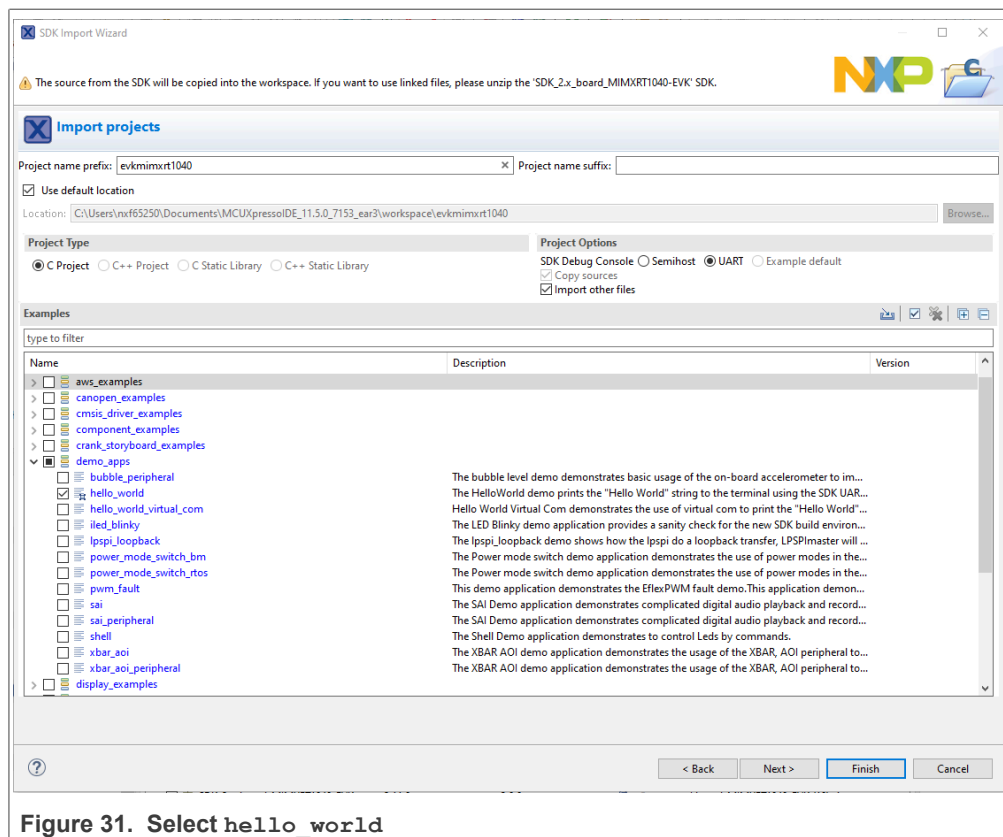 SDK Import Wizard
The source from the SDK will be copied into the workspace. If you want to use linked files, please unzip the 'SDK_2.x_board_MIMXRT1040-EVK' SDK.
NXP
Import projects
Project name prefix: evkmimxrt1040 Project name suffix:
Use default location
Location: C:\Users\nxf65250\Documents\MCUXpressoIDE_11.5.0_7153_ear3\workspace\evkmimxrt1040 Browse...
Project Type Project Options
C Project C++ Project C Static Library C++ Static Library SDK Debug Console Semihost UART Example default
Copy sources
Import other files
Examples
type to filter
Name Description Version
aws_examples
canopen_examples
cmsis_driver_examples
component_examples
crank_storyboard_examples
demo_apps
bubble_peripheral The bubble level demo demonstrates basic usage of the on-board accelerometer to im...
hello_world The HelloWorld demo prints the "Hello World" string to the terminal using the SDK UAR...
hello_world_virtual_com Hello World Virtual Com demonstrates the use of virtual com to print the "Hello World"...
iled_blinky The LED Blinky demo application provides a sanity check for the new SDK build environ...
lpspi_loopback The lpspi_loopback demo shows how the lpspi do a loopback transfer, LPSPImaster will ...
power_mode_switch_bm The Power mode switch demo application demonstrates the use of power modes in the...
power_mode_switch_rtos The Power mode switch demo application demonstrates the use of power modes in the...
pwm_fault This demo application demonstrates the EflexPWM fault demo.This application demon...
sai The SAI Demo application demonstrates complicated digital audio playback and record...
sai_peripheral The SAI Demo application demonstrates complicated digital audio playback and record...
shell The Shell Demo application demonstrates to control Leds by commands.
xbar_aoi The XBAR AOI demo application demonstrates the usage of the XBAR, AOI peripheral to...
xbar_aoi_peripheral The XBAR AOI demo application demonstrates the usage of the XBAR, AOI peripheral to...
display_examples
< Back Next > Finish Cancel
Figure 31. Select hello_world